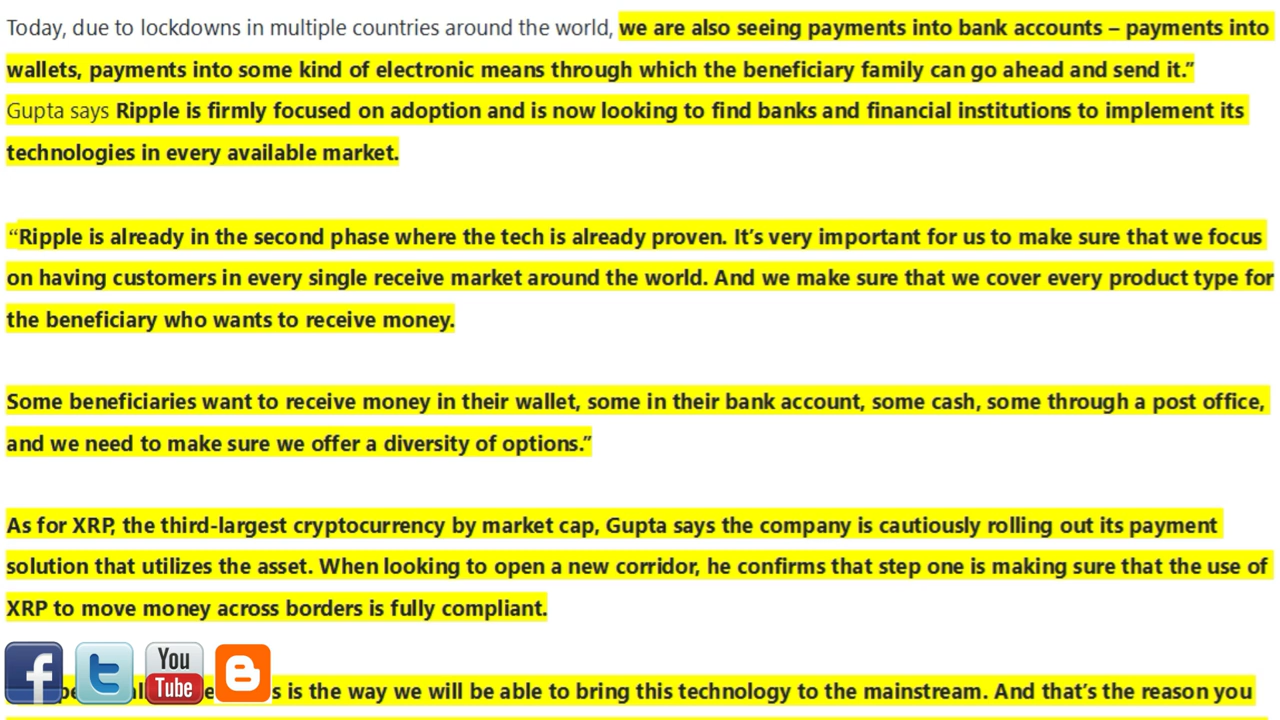 Today, due to lockdowns in multiple countries around the world, we are also seeing payments into bank accounts – payments into
wallets, payments into some kind of electronic means through which the beneficiary family can go ahead and send it.”
Gupta says Ripple is firmly focused on adoption and is now looking to find banks and financial institutions to implement its
technologies in every available market.
“Ripple is already in the second phase where the tech is already proven. It’s very important for us to make sure that we focus
on having customers in every single receive market around the world. And we make sure that we cover every product type for
the beneficiary who wants to receive money.
Some beneficiaries want to receive money in their wallet, some in their bank account, some cash, some through a post office,
and we need to make sure we offer a diversity of options.”
As for XRP, the third-largest cryptocurrency by market cap, Gupta says the company is cautiously rolling out its payment
solution that utilizes the asset. When looking to open a new corridor, he confirms that step one is making sure that the use of
XRP to move money across borders is fully compliant.
You
Tube
is the way we will be able to bring this technology to the mainstream. And that’s the reason you